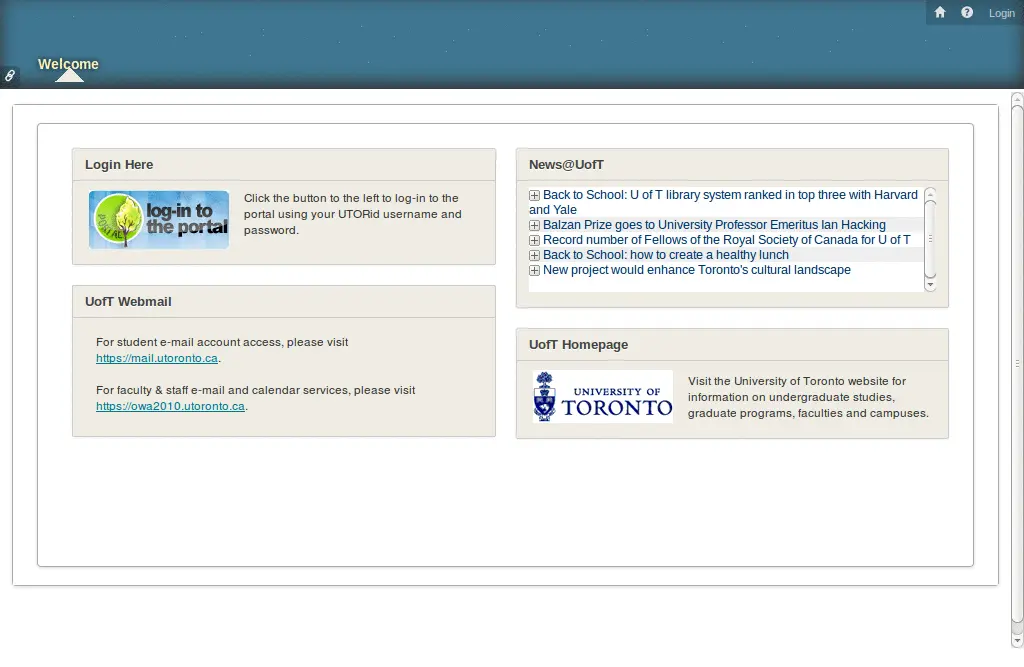 Login
Welcome
Login Here
log-in to
the portal
PORTAL
Click the button to the left to log-in to the
portal using your UTORid username and
password.
UofT Webmail
For student e-mail account access, please visit
https://mail.utoronto.ca.
For faculty & staff e-mail and calendar services, please visit
https://owa2010.utoronto.ca.
News@UofT
Back to School: U of T library system ranked in top three with Harvard
and Yale
Balzan Prize goes to University Professor Emeritus Ian Hacking
Record number of Fellows of the Royal Society of Canada for U of T
Back to School: how to create a healthy lunch
New project would enhance Toronto's cultural landscape
UofT Homepage
UNIVERSITY OF
TORONTO
Visit the University of Toronto website for
information on undergraduate studies,
graduate programs, faculties and campuses.